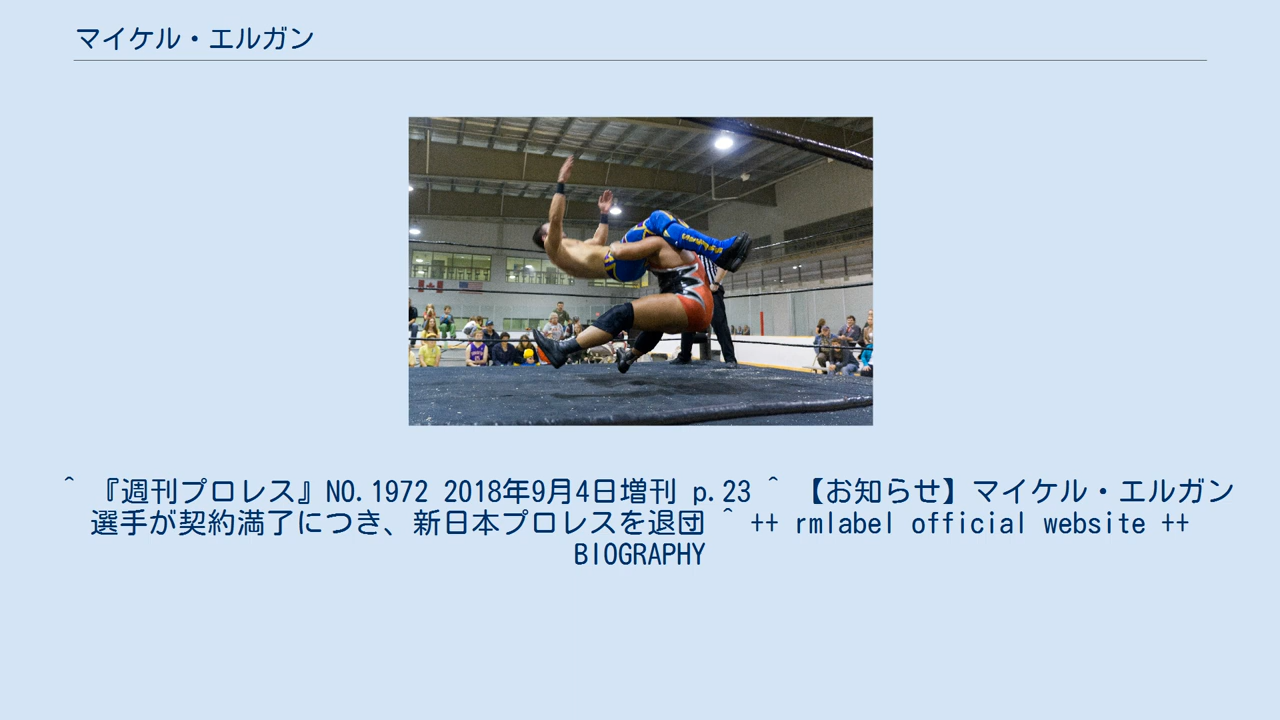 マイケル・エルガン
^ 『週刊プロレス』NO.1972 2018年9月4日増刊 p.23 ^ 【お知らせ】マイケル・エルガン
選手が契約満了につき、新日本プロレスを退団 ^ ++ rmlabel official website ++
BIOGRAPHY